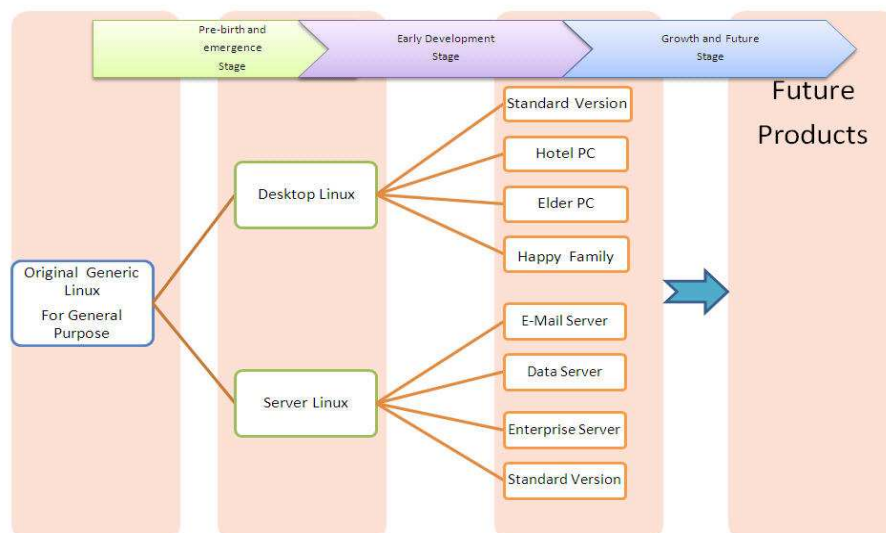 Pre-birth and
emergence
Stage
Early Development
Stage
Growth and Future
Stage
Future
Products
Original Generic
Linux
For General
Purpose
Desktop Linux
Server Linux
Standard Version
Hotel PC
Elder PC
Happy Family
E-Mail Server
Data Server
Enterprise Server
Standard Version